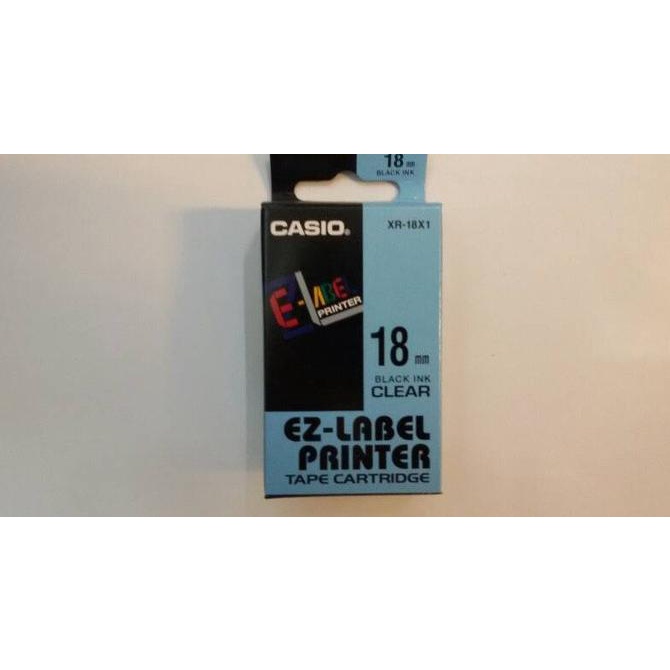 18 mm
BLACK INK
CASIO®
XR-18X1
E-LABEL
PRINTER
18 mm
BLACK INK
CLEAR
EZ-LABEL
PRINTER
TAPE CARTRIDGE